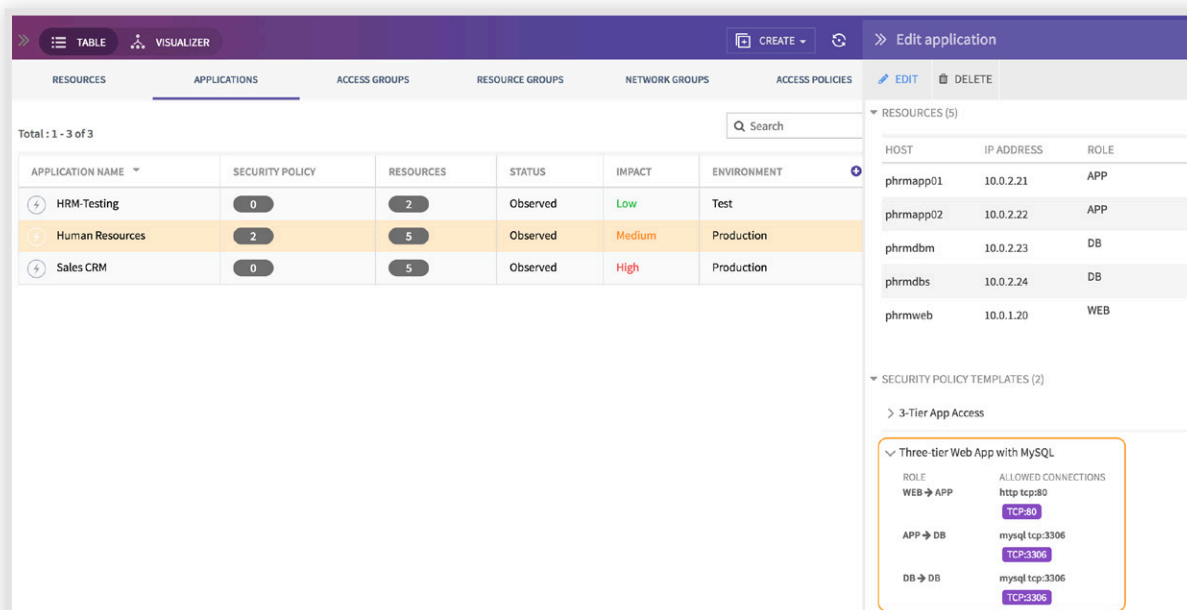 TABLE VISUALIZER CREATE Edit application
RESOURCES APPLICATIONS ACCESS GROUPS RESOURCE GROUPS NETWORK GROUPS ACCESS POLICIES EDIT DELETE
RESOURCES (5)
Total : 1 - 3 of 3 Search
HOST IP ADDRESS ROLE
APPLICATION NAME SECURITY POLICY RESOURCES STATUS IMPACT ENVIRONMENT
phrmapp01 10.0.2.21 APP
HRM-Testing 0 2 Observed Low Test
phrmapp02 10.0.2.22 APP
Human Resources 2 5 Observed Medium Production
phrmdbm 10.0.2.23 DB
Sales CRM 0 5 Observed High Production
phrmdbs 10.0.2.24 DB
phrmweb 10.0.1.20 WEB
SECURITY POLICY TEMPLATES (2)
3-Tier App Access
Three-tier Web App with MySQL
ROLE ALLOWED CONNECTIONS
WEB → APP http tcp:80
TCP:80
APP → DB mysql tcp:3306
TCP:3306
DB → DB mysql tcp:3306
TCP:3306